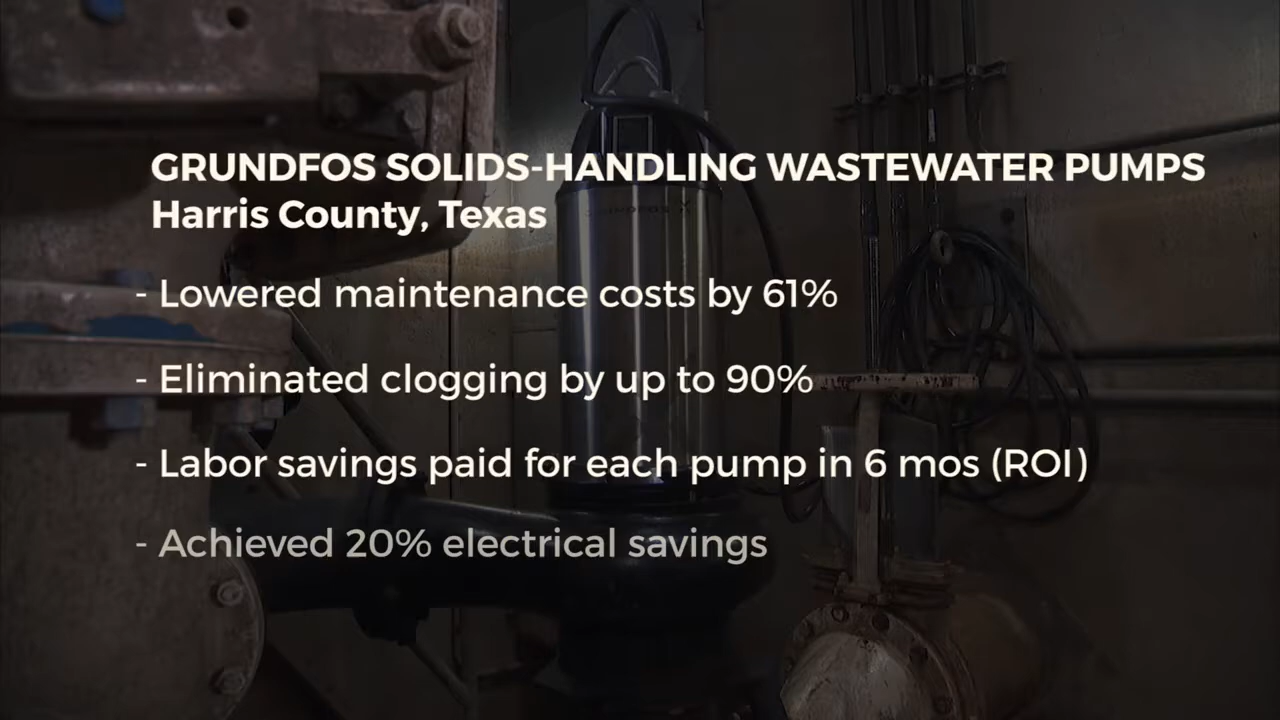 GRUNDFOS SOLIDS-HANDLING WASTEWATER PUMPS
Harris County, Texas
- Lowered maintenance costs by 61%
- Eliminated clogging by up to 90%
- Labor savings paid for each pump in 6 mos (ROI)
- Achieved 20% electrical savings
GRUNDFOS X